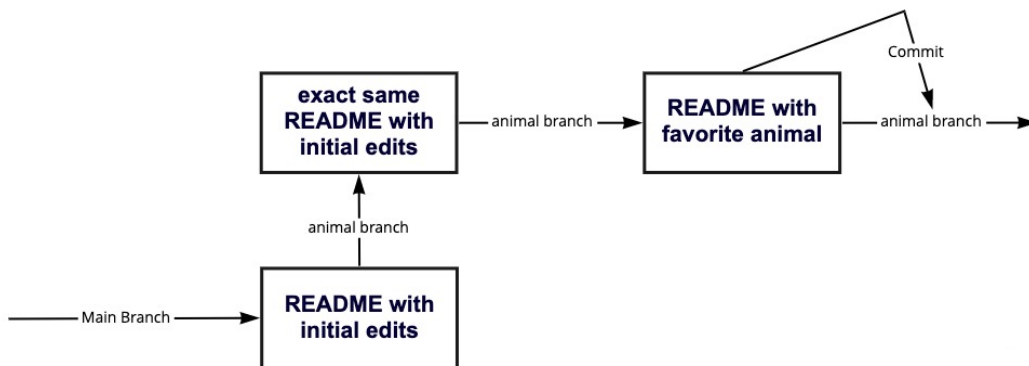 Commit
exact same
README with
initial edits
animal branch
README with
favorite animal
animal branch
animal branch
Main Branch
README with
initial edits